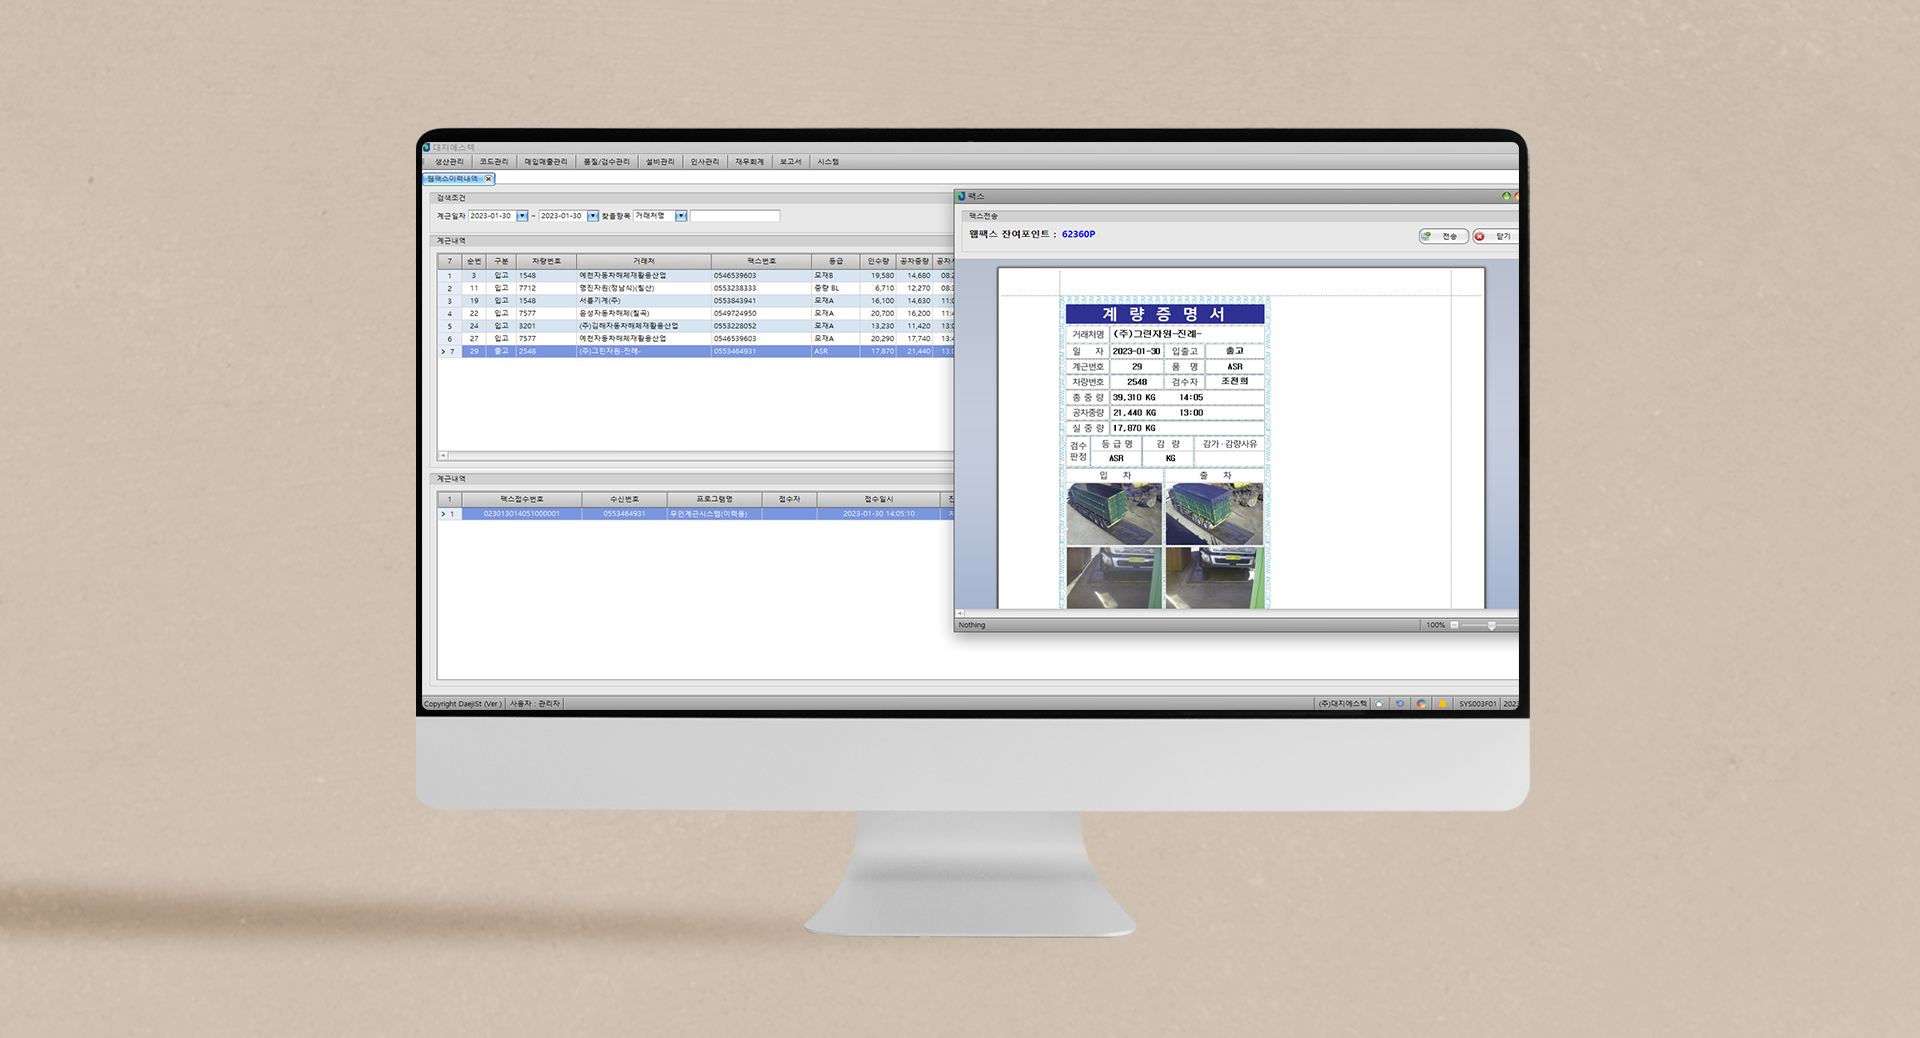 대지에스텍
생산관리 코드관리 매입매출관리 품질/검수관리 설비관리 인사관리 재무회계 보고서 시스템
웹팩스이력내역
검색조건
계근일자 2023-01-30 ~ 2023-01-30 찾을항목 거래처명
계근내역
7 순번 구분 차량번호 거래처 팩스번호 등급 인수량 공차중량
1 3 입고 1548 예천자동차해체재활용산업 0546539603 모재B 19,580 14,680
2 11 입고 7712 명진자원(정남식)(칠산) 0553238333 중량 BL 6,710 12,270
3 19 입고 1548 서룡기계(주) 0553843941 모재A 16,100 14,630
4 22 입고 7577 윤성자동차해체(칠곡) 0549724950 모재A 20,700 16,200
5 24 입고 3201 (주)김해자동차해체재활용산업 0553228052 모재A 13,230 11,420
6 27 입고 7577 예천자동차해체재활용산업 0546539603 모재A 20,290 17,740
7 29 출고 2548 (주)그린자원-진례- 0553464931 ASR 17,870 21,440
계근내역
1 팩스접수번호 수신번호 프로그램명 접수자 접수일시
1 023013014051000001 0553464931 무인계근시스템(이력용) 2023-01-30 14:05:10
팩스
팩스전송
웹팩스 잔여포인트 : 62360P
전송 닫기
계량증명서
거래처명 (주)그린자원-진례-
일 자 2023-01-30 입출고 출고
계근번호 29 품 명 ASR
차량번호 2548 검수자 조전희
총 중 량 39,310 KG 14:05
공차중량 21,440 KG 13:00
실 중 량 17,870 KG
검수판정 등 급 명 감 량 감가·감량사유
ASR KG
입 차 출 차
Nothing 100%
Copyright DaejiSt (Ver ) 사용자 : 관리자 (주)대지에스텍 SYS003F01